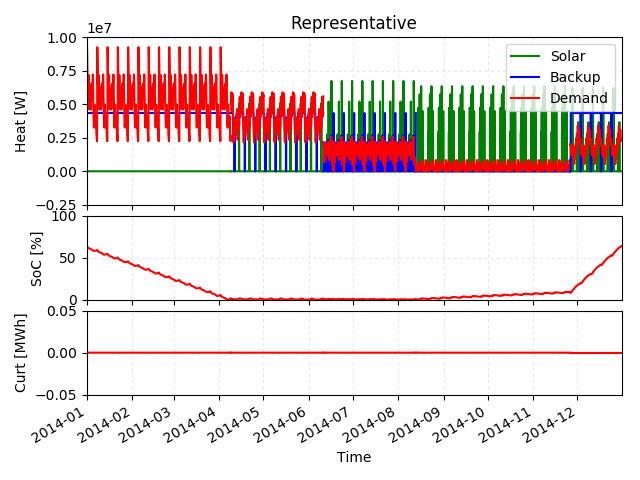 Representative
1e7
1.00
0.75
0.50
0.25
0.00
−0.25
Heat [W]
Solar
Backup
Demand
100
50
0
SoC [%]
0.05
0.00
−0.05
Curt [MWh]
2014-01
2014-02
2014-03
2014-04
2014-05
2014-06
2014-07
2014-08
2014-09
2014-10
2014-11
2014-12
Time